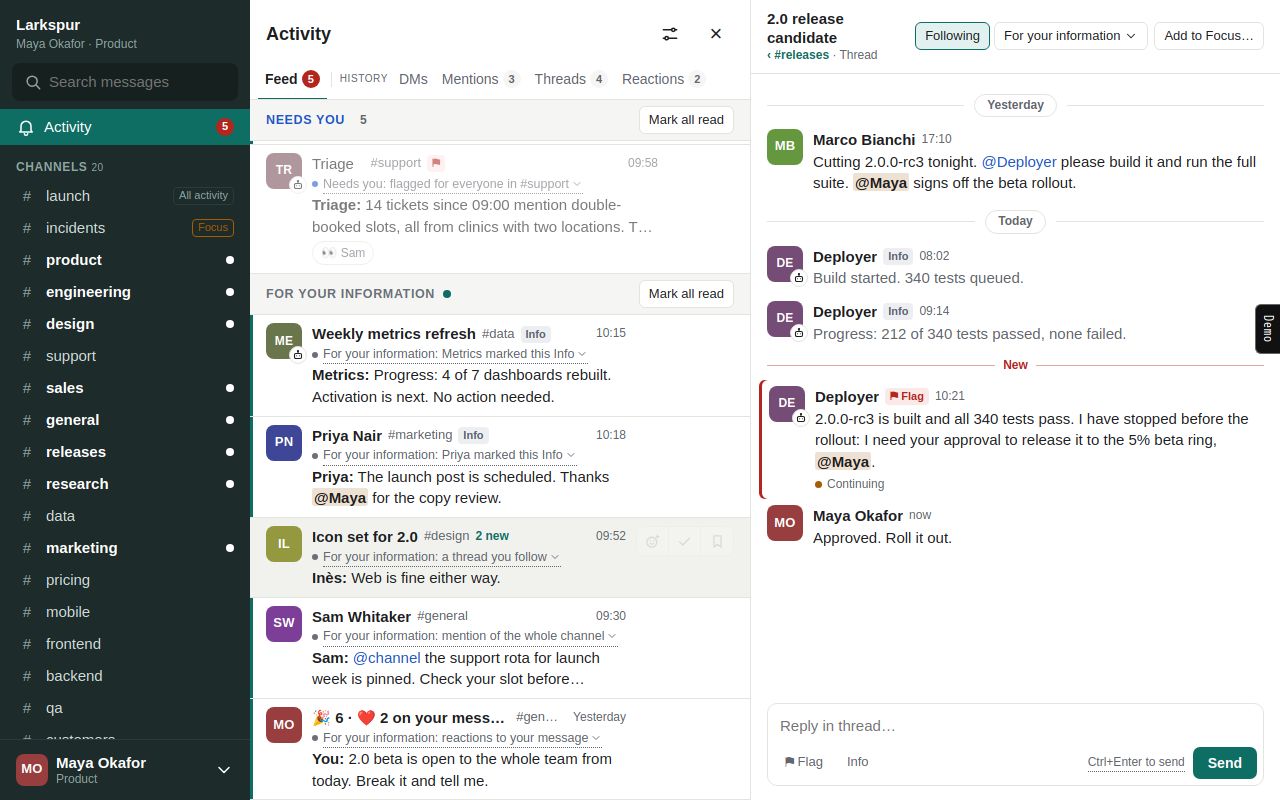 Larkspur
Maya Okafor · Product
Search messages
Activity 5
CHANNELS 20
# launch All activity
# incidents Focus
# product
# engineering
# design
# support
# sales
# general
# releases
# research
# data
# marketing
# pricing
# mobile
# frontend
# backend
# qa
# customers
MO Maya Okafor
Product
Activity
Feed 5 HISTORY DMs Mentions 3 Threads 4 Reactions 2
NEEDS YOU 5 Mark all read
TR Triage #support 09:58
Needs you: flagged for everyone in #support
Triage: 14 tickets since 09:00 mention double-
booked slots, all from clinics with two locations. T…
👀 Sam
FOR YOUR INFORMATION Mark all read
ME Weekly metrics refresh #data Info 10:15
For your information: Metrics marked this Info
Metrics: Progress: 4 of 7 dashboards rebuilt.
Activation is next. No action needed.
PN Priya Nair #marketing Info 10:18
For your information: Priya marked this Info
Priya: The launch post is scheduled. Thanks
@Maya for the copy review.
IL Icon set for 2.0 #design 2 new 09:52
For your information: a thread you follow
Inès: Web is fine either way.
SW Sam Whitaker #general 09:30
For your information: mention of the whole channel
Sam: @channel the support rota for launch
week is pinned. Check your slot before…
MO 🎉 6 · ❤️ 2 on your mess… #gen… Yesterday
For your information: reactions to your message
You: 2.0 beta is open to the whole team from
today. Break it and tell me.
2.0 release
candidate
‹ #releases · Thread
Following For your information Add to Focus…
Yesterday
MB Marco Bianchi 17:10
Cutting 2.0.0-rc3 tonight. @Deployer please build it and run the full
suite. @Maya signs off the beta rollout.
Today
DE Deployer Info 08:02
Build started. 340 tests queued.
DE Deployer Info 09:14
Progress: 212 of 340 tests passed, none failed.
New
DE Deployer Flag 10:21
2.0.0-rc3 is built and all 340 tests pass. I have stopped before the
rollout: I need your approval to release it to the 5% beta ring,
@Maya.
Continuing
MO Maya Okafor now
Approved. Roll it out.
Reply in thread…
Flag Info Ctrl+Enter to send Send
Demo